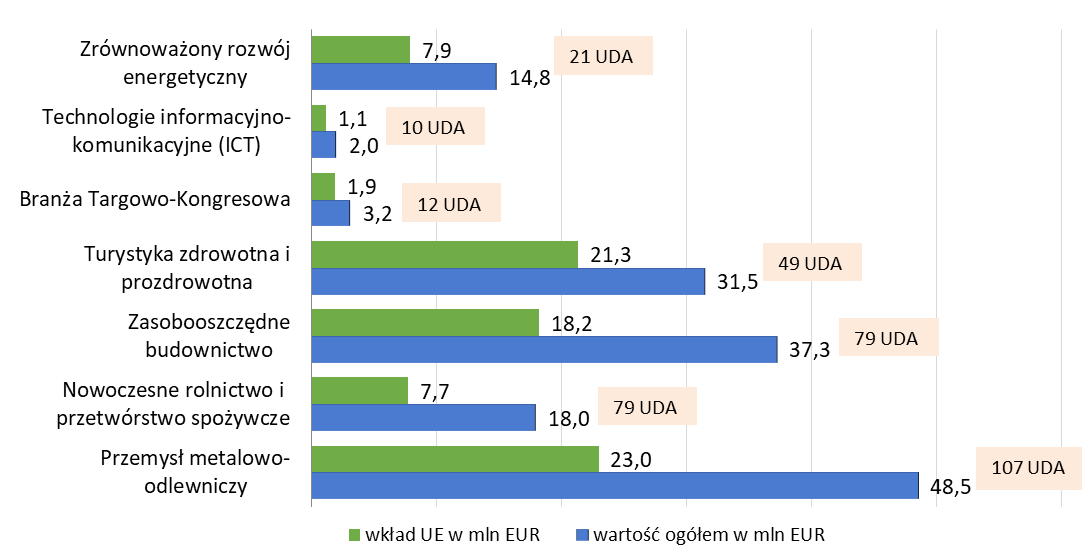 Zrównoważony rozwój
energetyczny
7,9
14,8
21 UDA
Technologie informacyjno-
komunikacyjne (ICT)
1,1
2,0
10 UDA
Branża Targowo-Kongresowa
1,9
3,2
12 UDA
Turystyka zdrowotna i
prozdrowotna
21,3
31,5
49 UDA
Zasobooszczędne
budownictwo
18,2
37,3
79 UDA
Nowoczesne rolnictwo i
przetwórstwo spożywcze
7,7
18,0
79 UDA
Przemysł metalowo-
odlewniczy
23,0
48,5
107 UDA
wkład UE w mln EUR
wartość ogółem w mln EUR